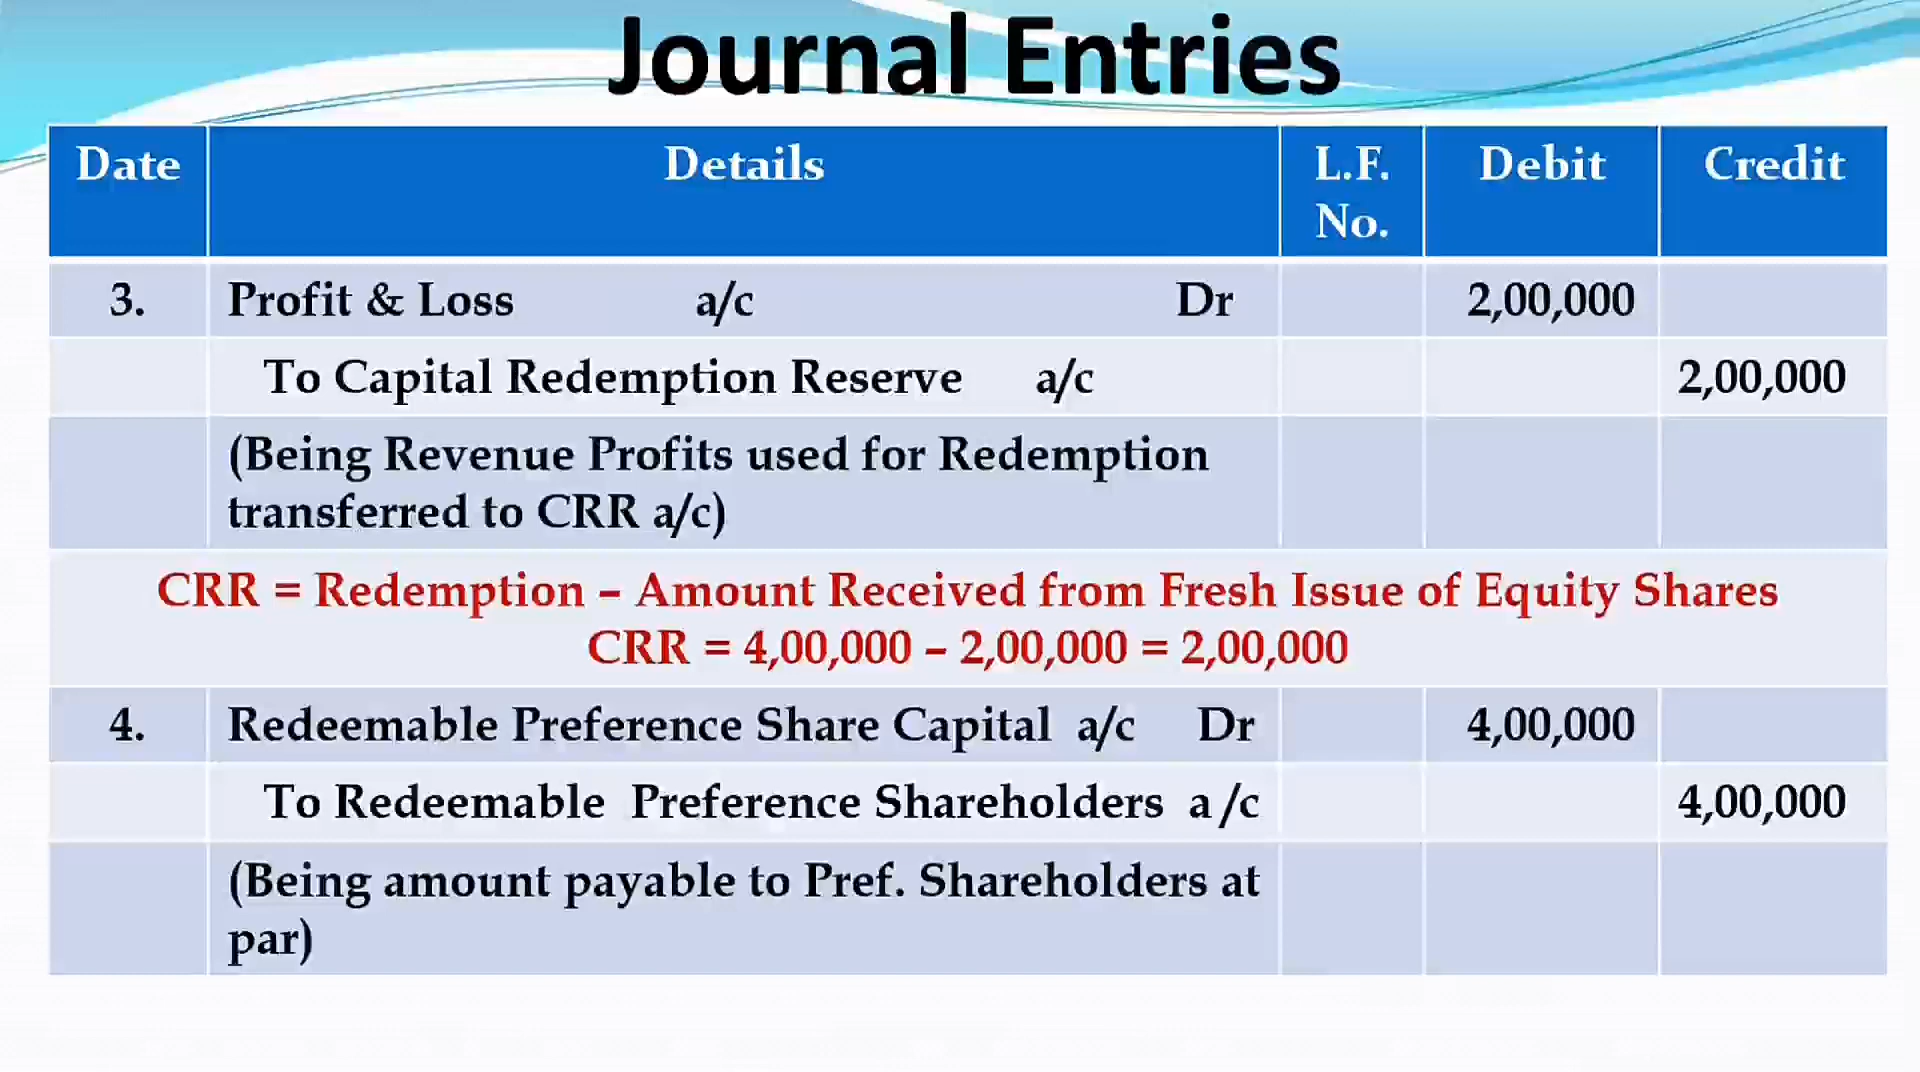 Journal Entries
Date Details L.F. No. Debit Credit
3. Profit & Loss a/c Dr 2,00,000
To Capital Redemption Reserve a/c 2,00,000
(Being Revenue Profits used for Redemption
transferred to CRR a/c)
CRR = Redemption – Amount Received from Fresh Issue of Equity Shares
CRR = 4,00,000 – 2,00,000 = 2,00,000
4. Redeemable Preference Share Capital a/c Dr 4,00,000
To Redeemable Preference Shareholders a /c 4,00,000
(Being amount payable to Pref. Shareholders at
par)